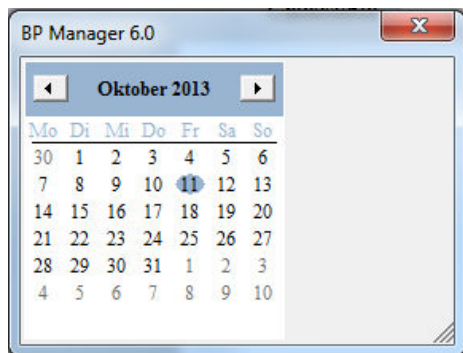 BP Manager 6.0
Oktober 2013
Mo Di Mi Do Fr Sa So
30 1 2 3 4 5 6
7 8 9 10 11 12 13
14 15 16 17 18 19 20
21 22 23 24 25 26 27
28 29 30 31 1 2 3
4 5 6 7 8 9 10